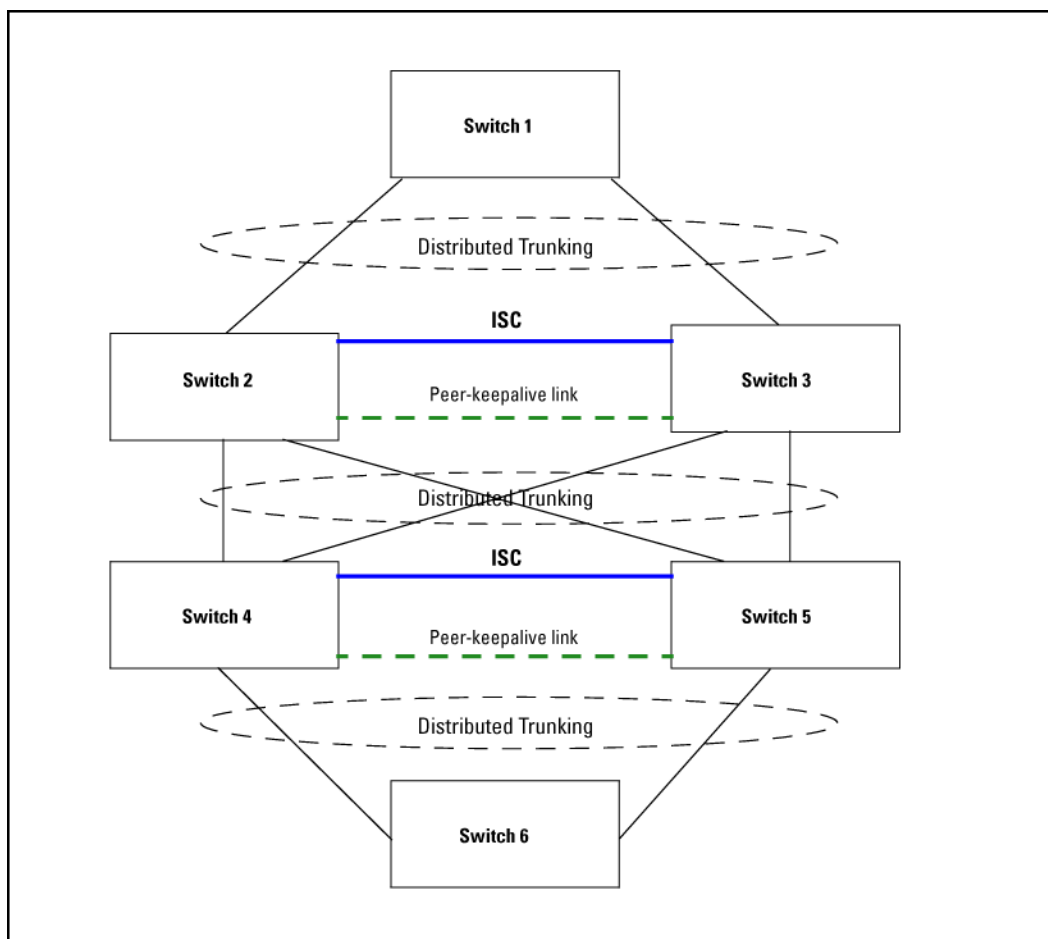 Switch 1
Distributed Trunking
ISC
Switch 2
Peer-keepalive link
Switch 3
Distributed Trunking
ISC
Switch 4
Peer-keepalive link
Switch 5
Distributed Trunking
Switch 6